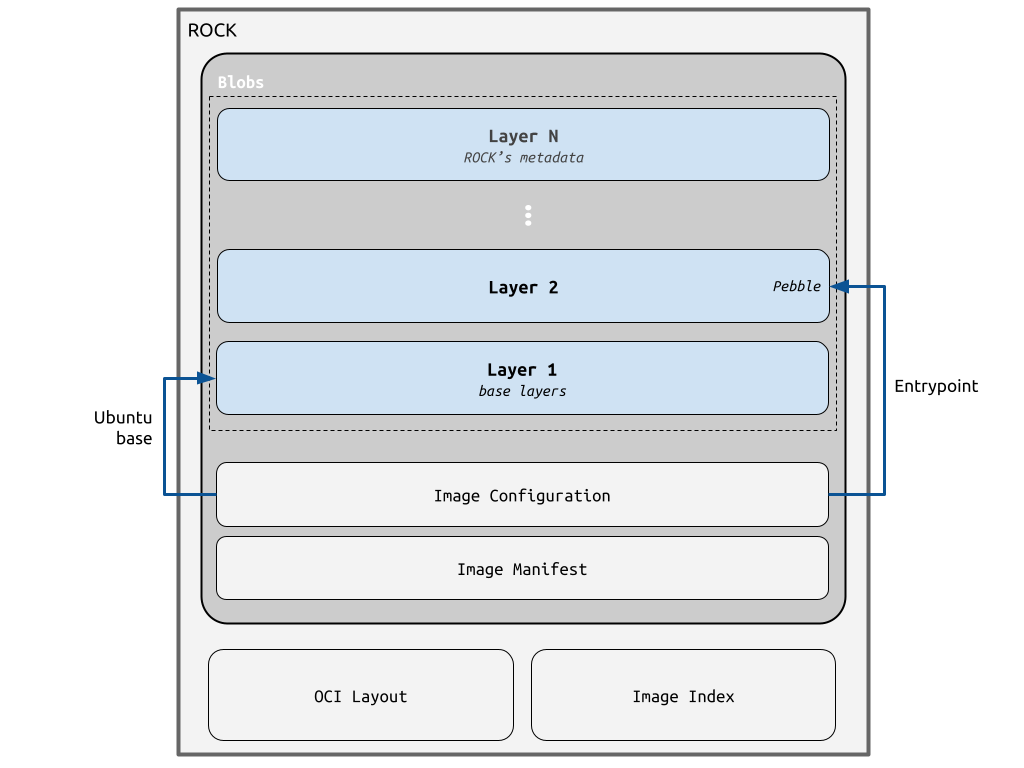 ROCK
Blobs
Layer N
ROCK’s metadata
Layer 2
Pebble
Layer 1
base layers
Ubuntu
base
Entrypoint
Image Configuration
Image Manifest
OCI Layout
Image Index